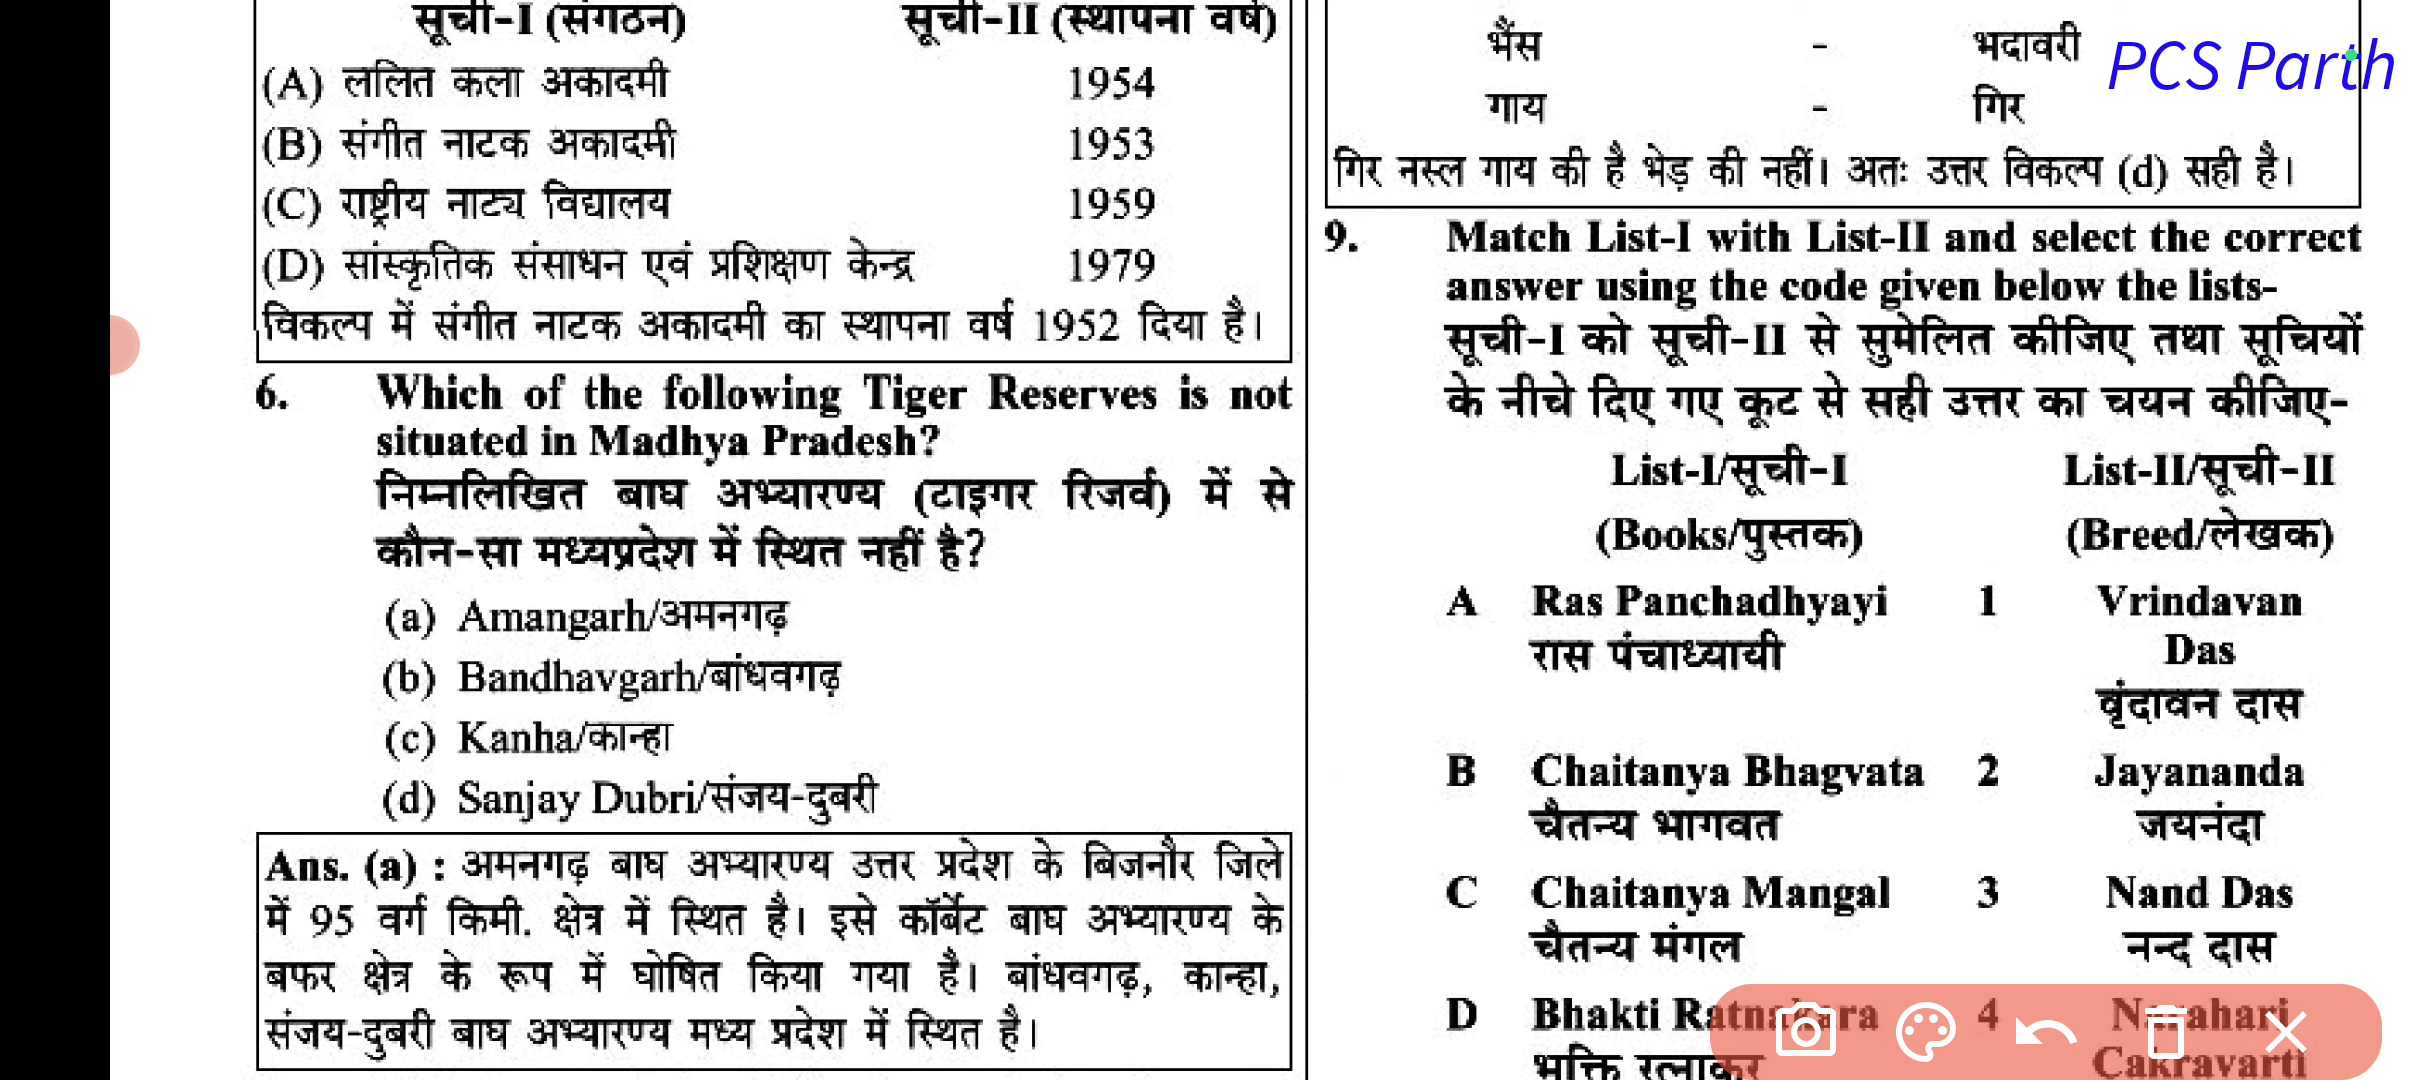 सूची-I (संगठन) सूची-II (स्थापना वर्ष)
(A) ललित कला अकादमी 1954
(B) संगीत नाटक अकादमी 1953
(C) राष्ट्रीय नाट्य विद्यालय 1959
(D) सांस्कृतिक संसाधन एवं प्रशिक्षण केन्द्र 1979
विकल्प में संगीत नाटक अकादमी का स्थापना वर्ष 1952 दिया है।
6. Which of the following Tiger Reserves is not
situated in Madhya Pradesh?
निम्नलिखित बाघ अभ्यारण्य (टाइगर रिजर्व) में से
कौन-सा मध्यप्रदेश में स्थित नहीं है?
(a) Amangarh/अमनगढ़
(b) Bandhavgarh/बांधवगढ़
(c) Kanha/कान्हा
(d) Sanjay Dubri/संजय-दुबरी
Ans. (a) : अमनगढ़ बाघ अभ्यारण्य उत्तर प्रदेश के बिजनौर जिले
में 95 वर्ग किमी. क्षेत्र में स्थित है। इसे कॉर्बेट बाघ अभ्यारण्य के
बफर क्षेत्र के रूप में घोषित किया गया है। बांधवगढ़, कान्हा,
संजय-दुबरी बाघ अभ्यारण्य मध्य प्रदेश में स्थित है।
भैंस - भदावरी
PCS Parth
गाय - गिर
गिर नस्ल गाय की है भेड़ की नहीं। अतः उत्तर विकल्प (d) सही है।
9. Match List-I with List-II and select the correct
answer using the code given below the lists-
सूची-I को सूची-II से सुमेलित कीजिए तथा सूचियों
के नीचे दिए गए कूट से सही उत्तर का चयन कीजिए-
List-I/सूची-I List-II/सूची-II
(Books/पुस्तक) (Breed/लेखक)
A Ras Panchadhyayi 1 Vrindavan
रास पंचाध्यायी Das
वृंदावन दास
B Chaitanya Bhagvata 2 Jayananda
चैतन्य भागवत जयनंदा
C Chaitanya Mangal 3 Nand Das
चैतन्य मंगल नन्द दास
D Bhakti Ratnakara 4 Narahari
भक्ति रत्नाकर Cakravarti